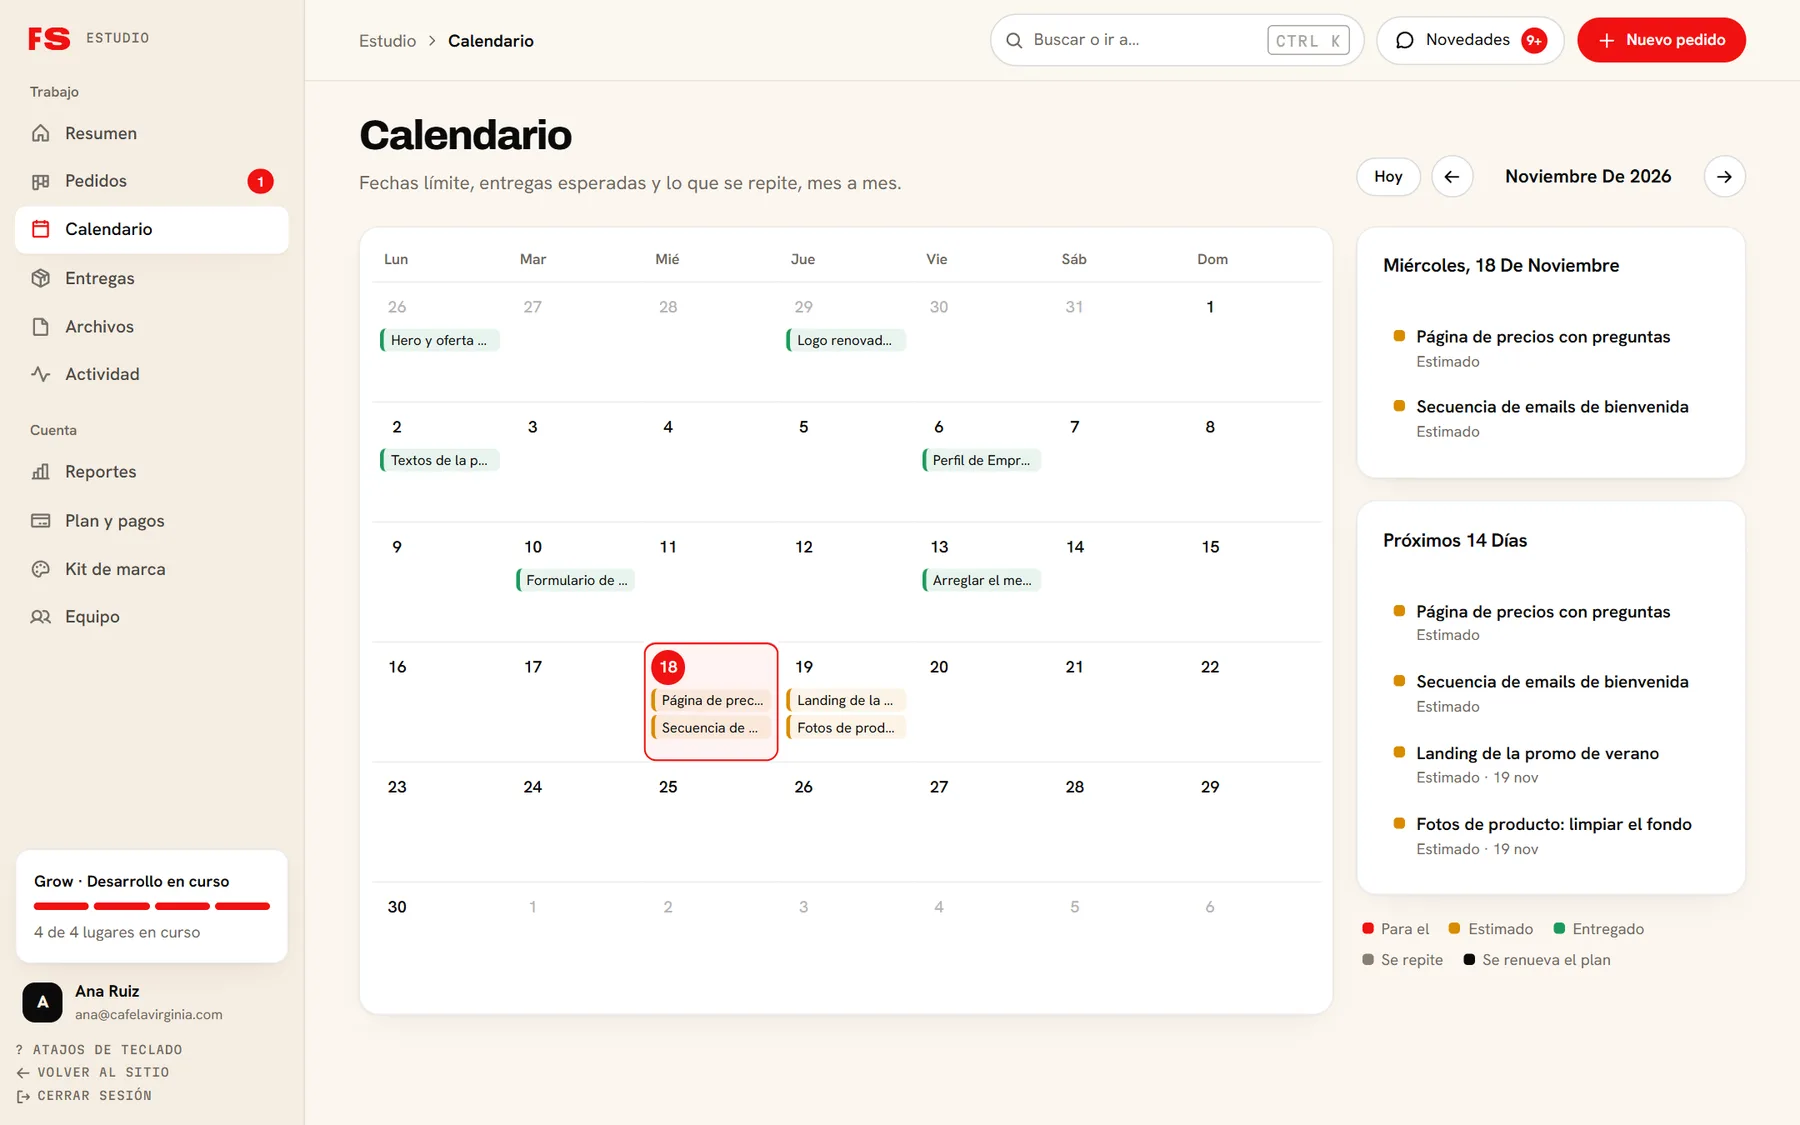 FS ESTUDIO
Trabajo
Resumen
Pedidos 1
Calendario
Entregas
Archivos
Actividad
Cuenta
Reportes
Plan y pagos
Kit de marca
Equipo
Grow · Desarrollo en curso
4 de 4 lugares en curso
A
Ana Ruiz
ana@cafelavirginia.com
? ATAJOS DE TECLADO
← VOLVER AL SITIO
CERRAR SESIÓN
Estudio > Calendario
Buscar o ir a... CTRL K
Novedades 9+
+ Nuevo pedido
Calendario
Fechas límite, entregas esperadas y lo que se repite, mes a mes.
Hoy ← Noviembre De 2026 →
Lun Mar Mié Jue Vie Sáb Dom
26 27 28 29 30 31 1
Hero y oferta ... Logo renovad...
2 3 4 5 6 7 8
Textos de la p... Perfil de Empr...
9 10 11 12 13 14 15
Formulario de ... Arreglar el me...
16 17 18 19 20 21 22
Página de prec... Landing de la ...
Secuencia de ... Fotos de prod...
23 24 25 26 27 28 29
30 1 2 3 4 5 6
Miércoles, 18 De Noviembre
Página de precios con preguntas
Estimado
Secuencia de emails de bienvenida
Estimado
Próximos 14 Días
Página de precios con preguntas
Estimado
Secuencia de emails de bienvenida
Estimado
Landing de la promo de verano
Estimado · 19 nov
Fotos de producto: limpiar el fondo
Estimado · 19 nov
Para el Estimado Entregado
Se repite Se renueva el plan